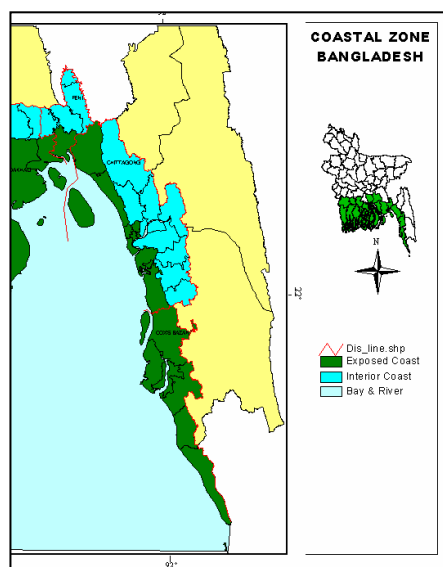 COASTAL ZONE
BANGLADESH
FENI
CHITTAGONG
COX'S BAZAR
N
22°
92°
Dis_line.shp
Exposed Coast
Interior Coast
Bay & River